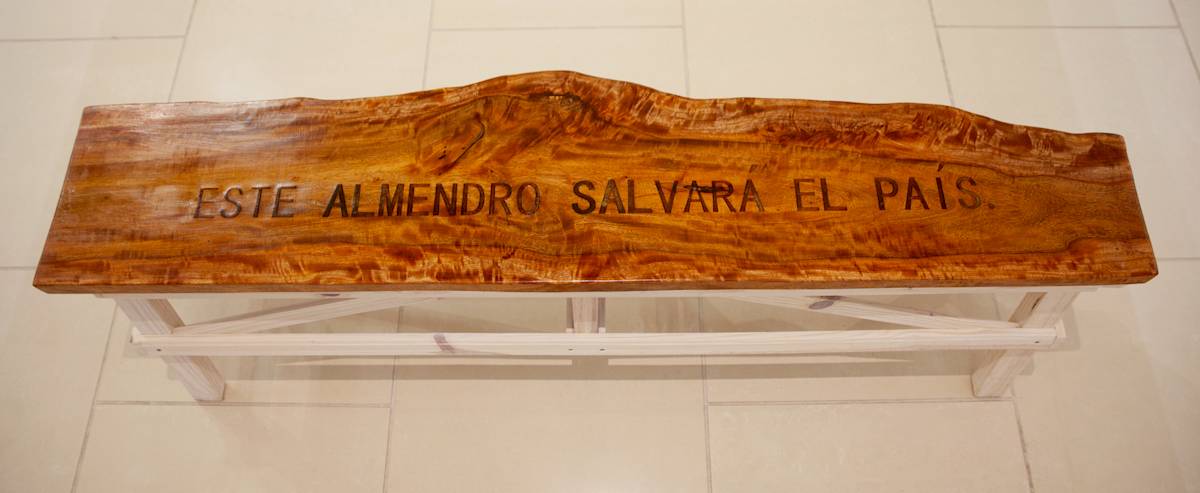 ESTE ALMENDRO SALVARÁ EL PAÍS.